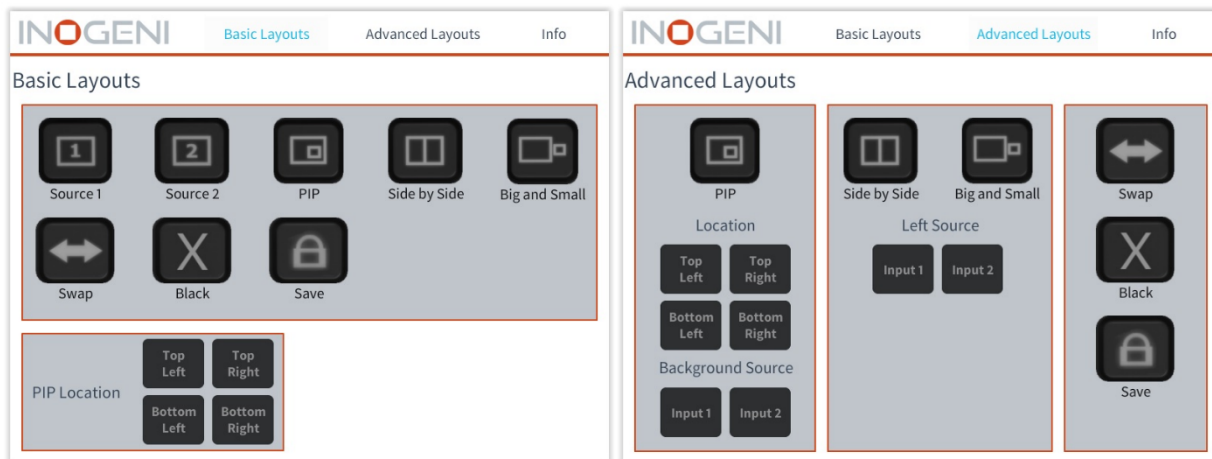 INOGENI Basic Layouts Advanced Layouts Info
Basic Layouts
1 2
Source 1 Source 2 PIP Side by Side Big and Small
X
Swap Black Save
PIP Location
Top Left
Top Right
Bottom Left
Bottom Right
INOGENI Basic Layouts Advanced Layouts Info
Advanced Layouts
PIP
Location
Top Left
Top Right
Bottom Left
Bottom Right
Background Source
Input 1 Input 2
Side by Side Big and Small
Left Source
Input 1 Input 2
Swap
X
Black
Save